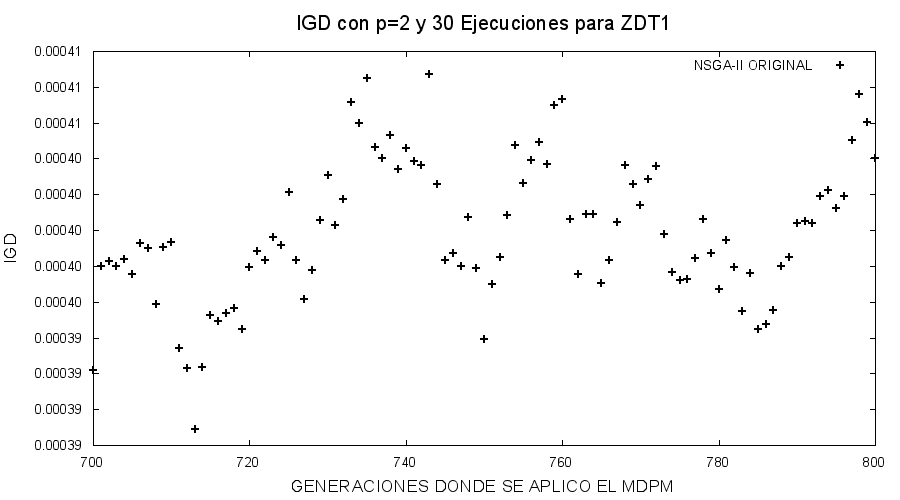 IGD con p=2 y 30 Ejecuciones para ZDT1
NSGA-II ORIGINAL
0.00041
0.00041
0.00041
0.00040
0.00040
0.00040
0.00040
0.00040
0.00039
0.00039
0.00039
0.00039
IGD
700 720 740 760 780 800
GENERACIONES DONDE SE APLICO EL MDPM